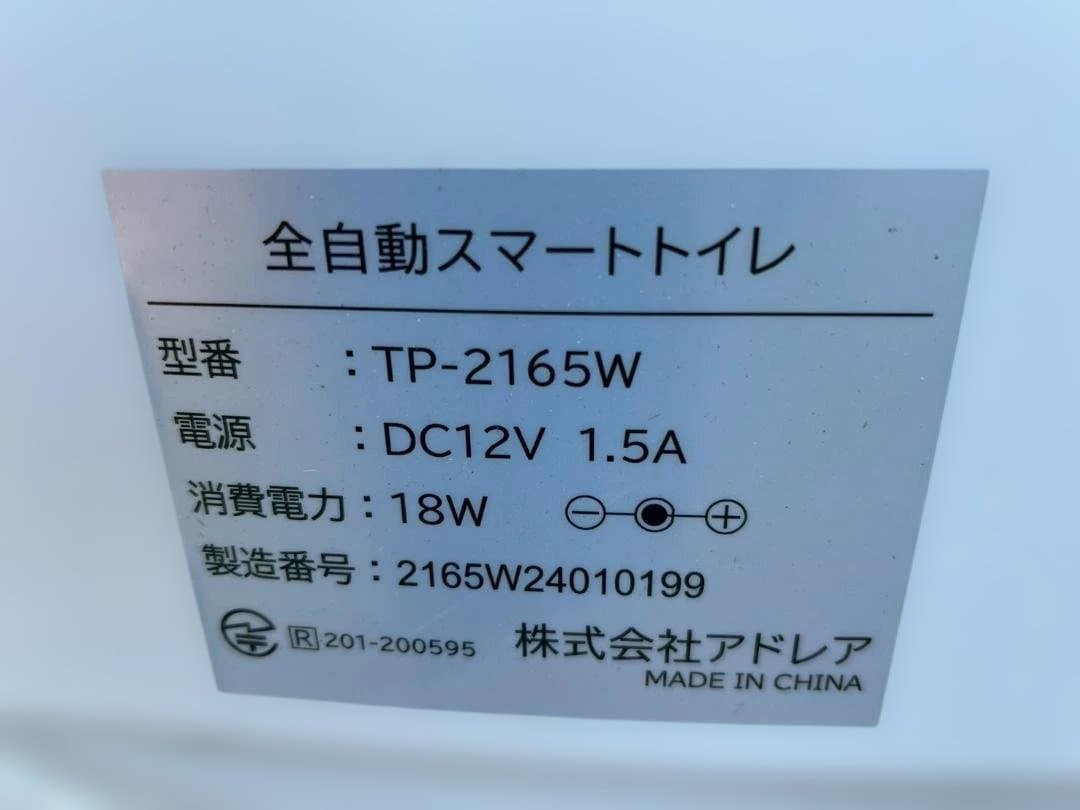 全自動スマートトイレ
型番 : TP-2165W
電源 : DC12V 1.5A
消費電力 : 18W
製造番号 : 2165W24010199
R 201-200595 株式会社アドレア
MADE IN CHINA